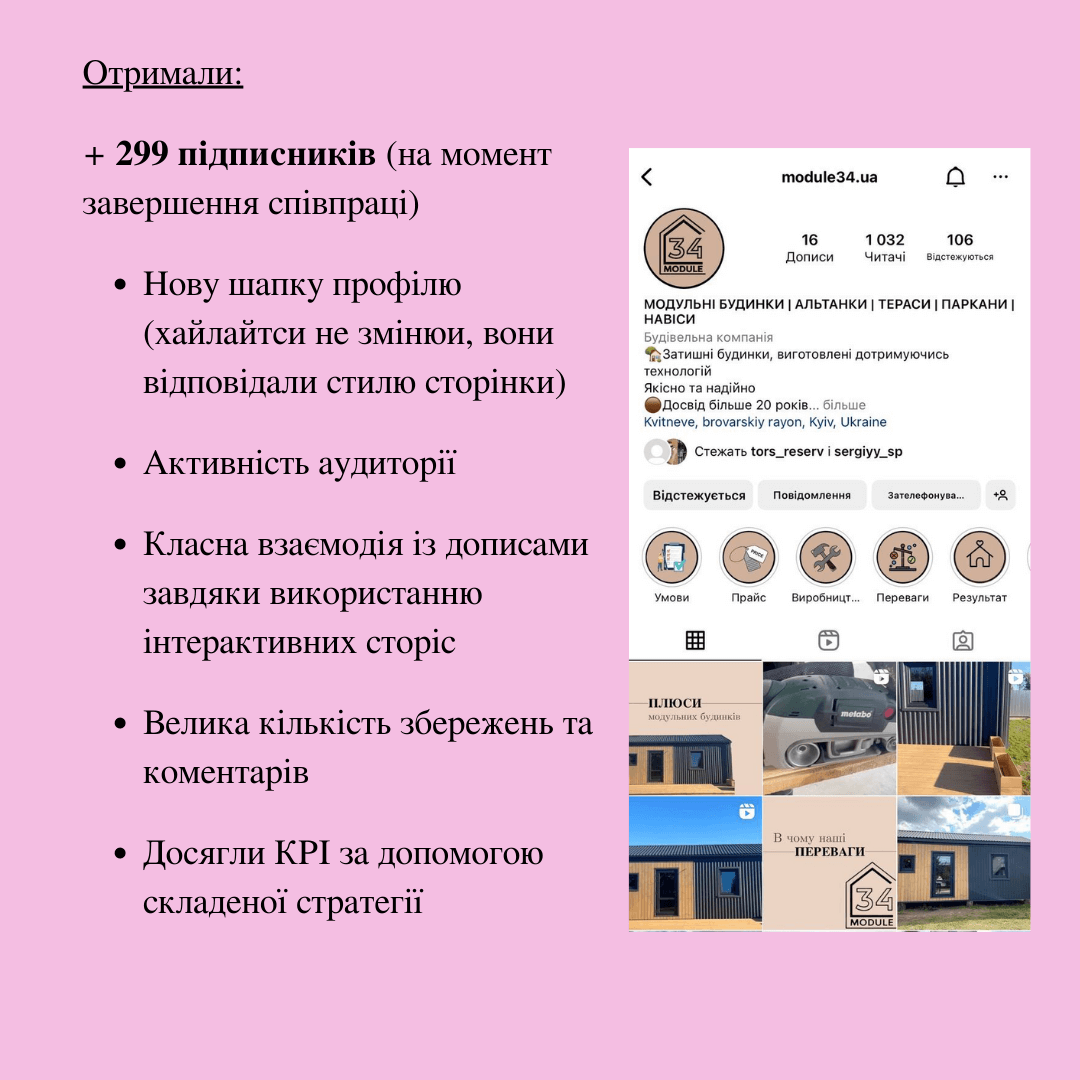 Отримали:
+ 299 підписників (на момент
завершення співпраці)
• Нову шапку профілю
(хайлайтси не змінюи, вони
відповідали стилю сторінки)
• Активність аудиторії
• Класна взаємодія із дописами
завдяки використанню
інтерактивних сторіс
• Велика кількість збережень та
коментарів
• Досягли КРІ за допомогою
складеної стратегії
module34.ua
34
MODULE
16
Дописи
1 032
Читачі
106
Відстежуються
МОДУЛЬНІ БУДИНКИ | АЛЬТАНКИ | ТЕРАСИ | ПАРКАНИ |
НАВІСИ
Будівельна компанія
🏡Затишні будинки, виготовлені дотримуючись
технологій
Якісно та надійно
🟤Досвід більше 20 років... більше
Kvitneve, brovarskiy rayon, Kyiv, Ukraine
Стежать tors_reserv і sergiyy_sp
Відстежується
Повідомлення
Зателефонува...
PRICE
Умови
Прайс
Виробницт...
Переваги
Результат
ПЛЮСИ
модульних будинків
metabo
В чому наші
ПЕРЕВАГИ
34
MODULE